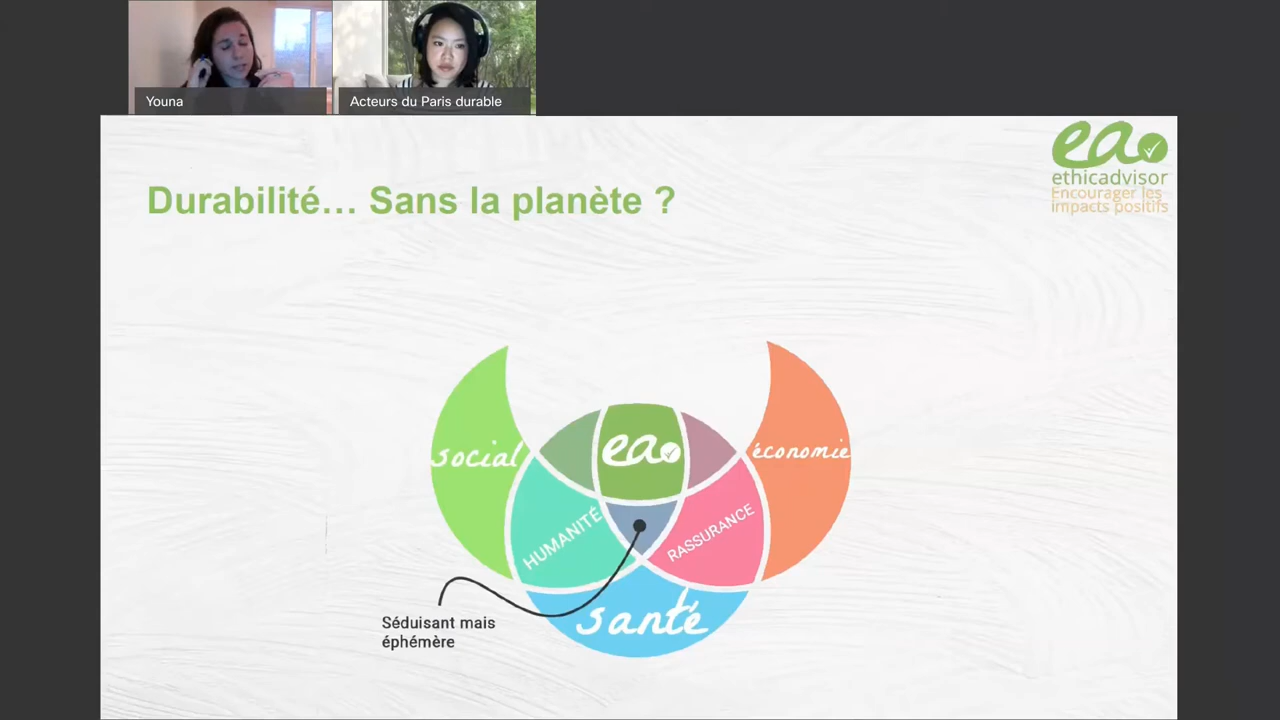 Youna
Acteurs du Paris durable
ea
ethicadvisor
Encourager les
impacts positifs
Durabilité... Sans la planète ?
social
ea
économie
HUMANITÉ
RASSURANCE
santé
Séduisant mais
éphémère